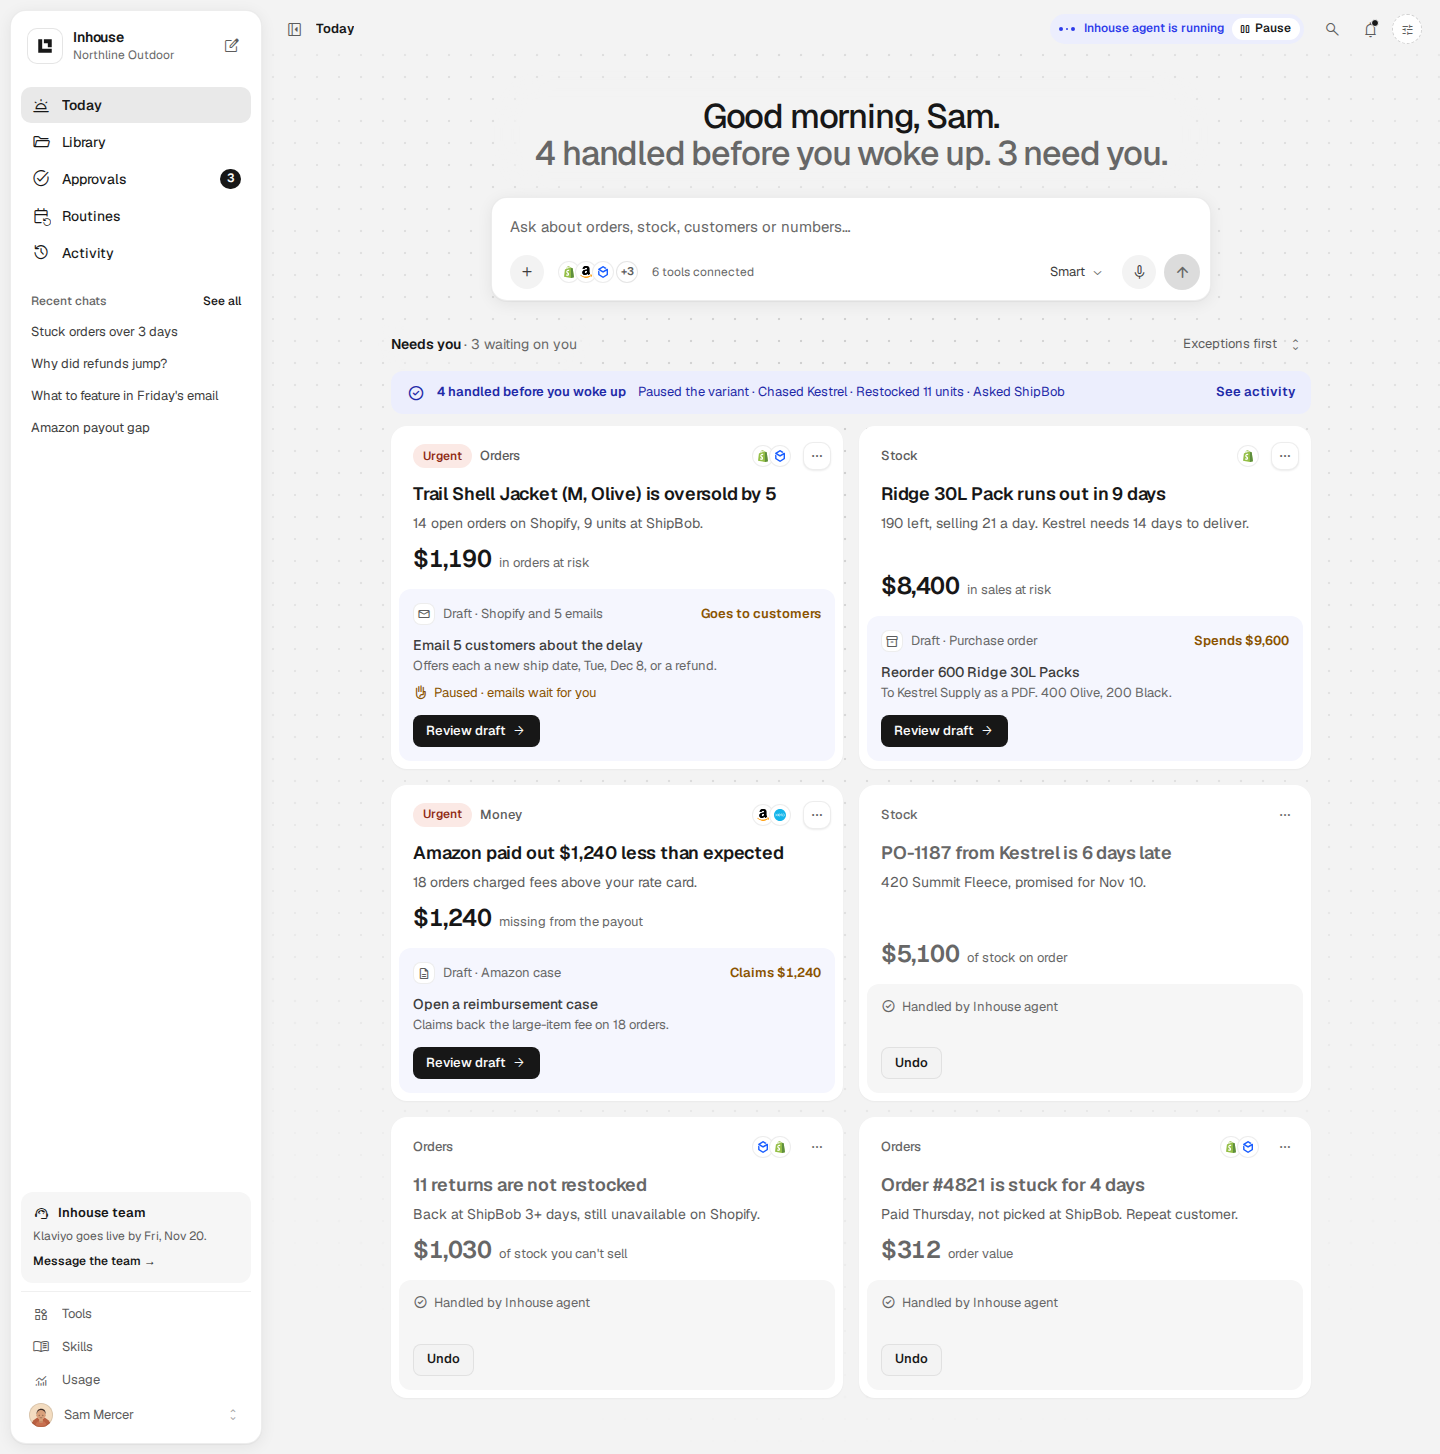 Inhouse
Northline Outdoor
Today
Library
Approvals
3
Routines
Activity
Recent chats
See all
Stuck orders over 3 days
Why did refunds jump?
What to feature in Friday's email
Amazon payout gap
Inhouse team
Klaviyo goes live by Fri, Nov 20.
Message the team →
Tools
Skills
Usage
Sam Mercer
Today
Inhouse agent is running
Pause
Good morning, Sam.
4 handled before you woke up. 3 need you.
Ask about orders, stock, customers or numbers…
+3
6 tools connected
Smart
Needs you · 3 waiting on you
Exceptions first
4 handled before you woke up
Paused the variant · Chased Kestrel · Restocked 11 units · Asked ShipBob
See activity
Urgent
Orders
Trail Shell Jacket (M, Olive) is oversold by 5
14 open orders on Shopify, 9 units at ShipBob.
$1,190 in orders at risk
Draft · Shopify and 5 emails
Goes to customers
Email 5 customers about the delay
Offers each a new ship date, Tue, Dec 8, or a refund.
Paused · emails wait for you
Review draft →
Stock
Ridge 30L Pack runs out in 9 days
190 left, selling 21 a day. Kestrel needs 14 days to deliver.
$8,400 in sales at risk
Draft · Purchase order
Spends $9,600
Reorder 600 Ridge 30L Packs
To Kestrel Supply as a PDF. 400 Olive, 200 Black.
Review draft →
Urgent
Money
Amazon paid out $1,240 less than expected
18 orders charged fees above your rate card.
$1,240 missing from the payout
Draft · Amazon case
Claims $1,240
Open a reimbursement case
Claims back the large-item fee on 18 orders.
Review draft →
Stock
PO-1187 from Kestrel is 6 days late
420 Summit Fleece, promised for Nov 10.
$5,100 of stock on order
Handled by Inhouse agent
Undo
Orders
11 returns are not restocked
Back at ShipBob 3+ days, still unavailable on Shopify.
$1,030 of stock you can't sell
Handled by Inhouse agent
Undo
Orders
Order #4821 is stuck for 4 days
Paid Thursday, not picked at ShipBob. Repeat customer.
$312 order value
Handled by Inhouse agent
Undo